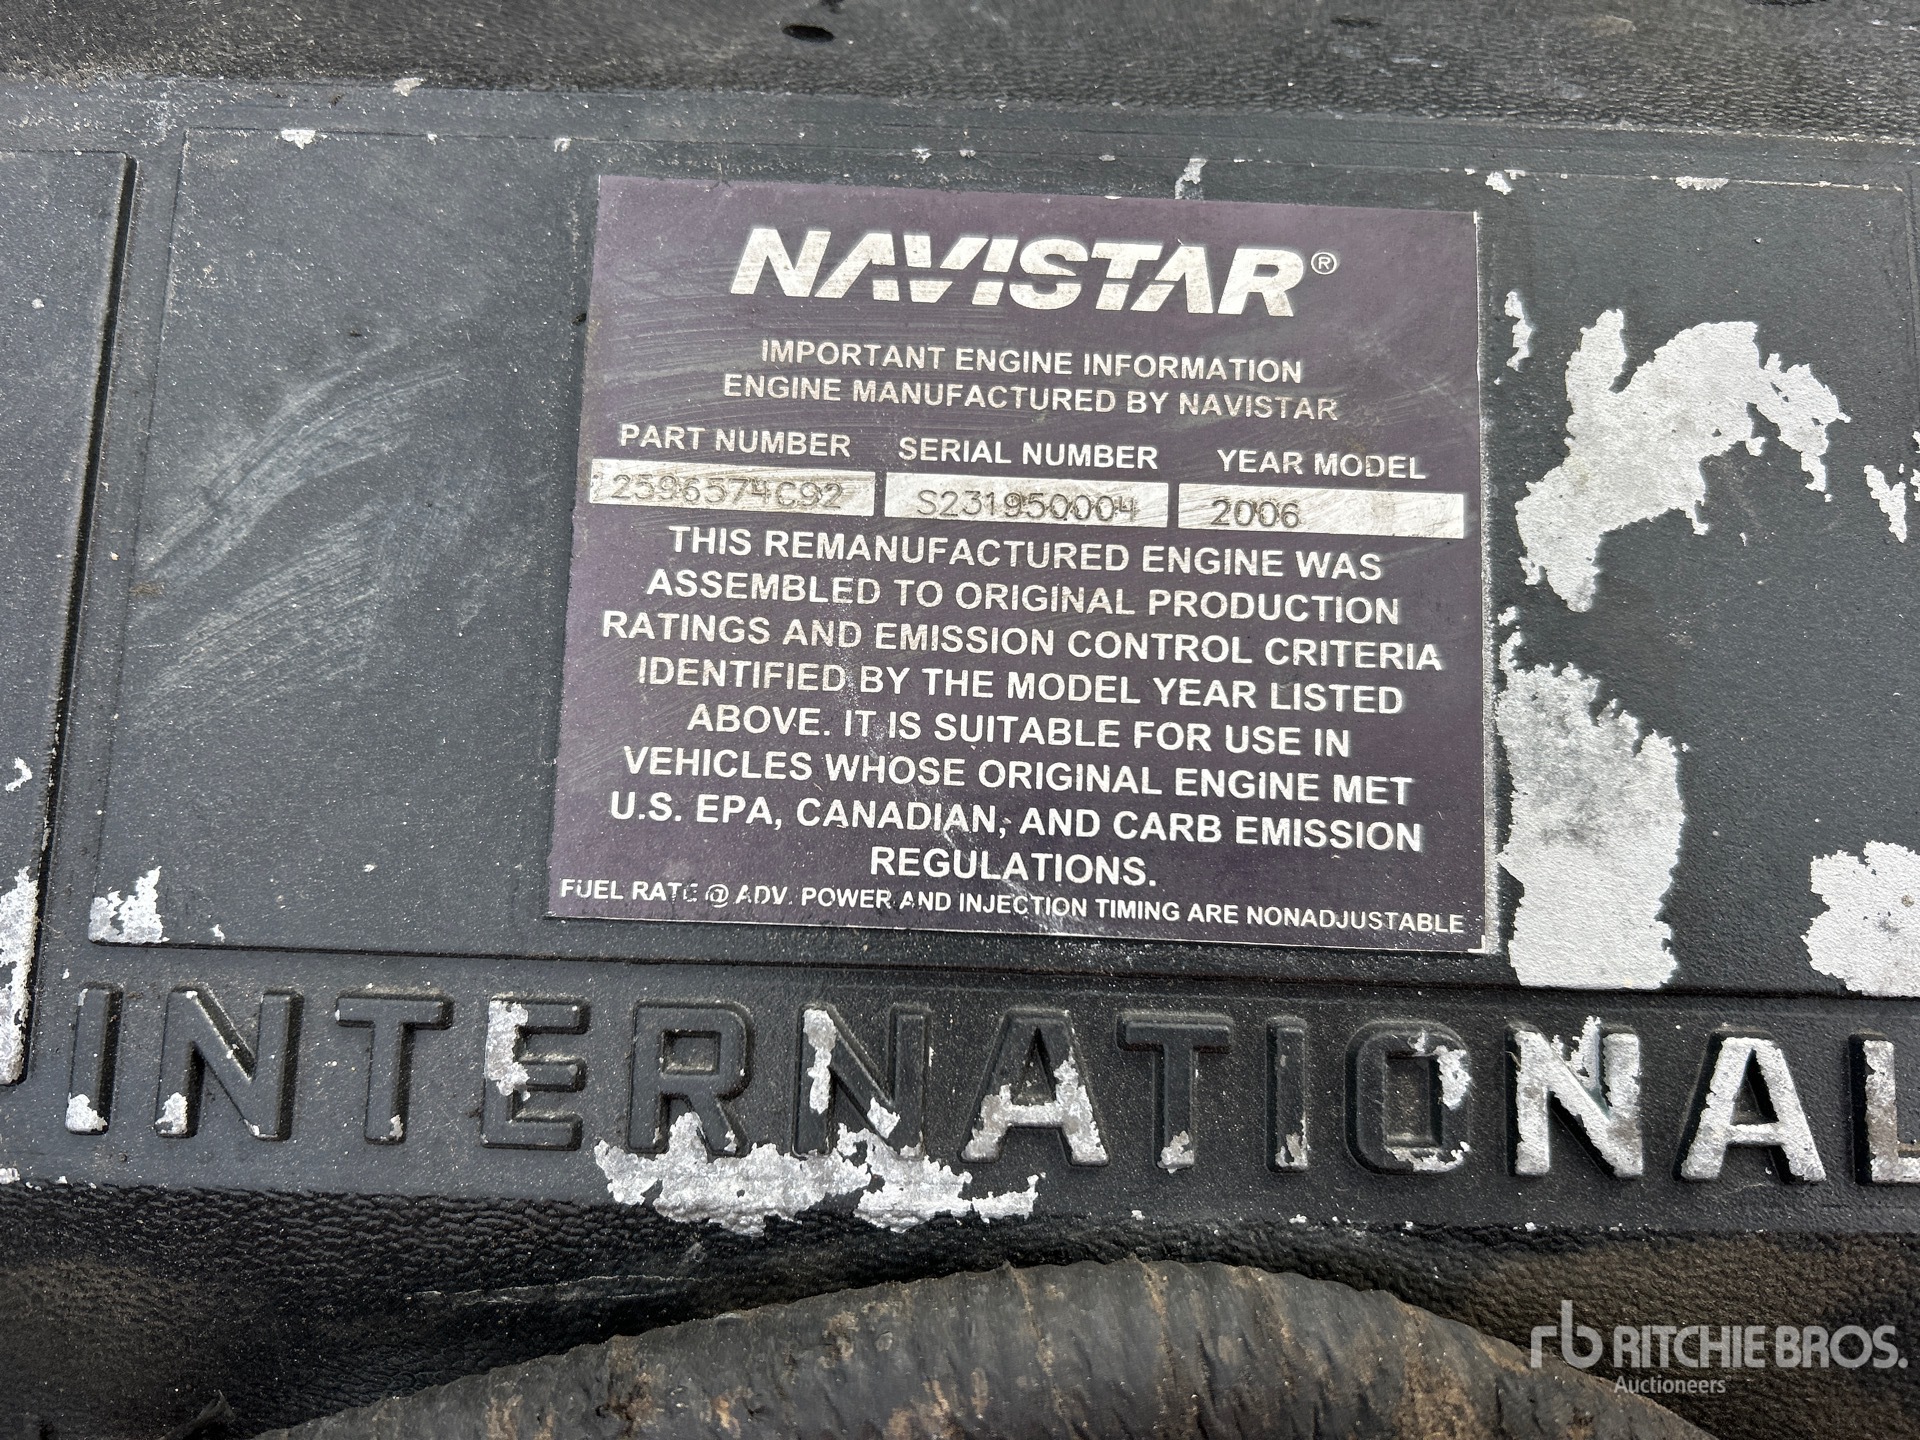 NAVISTAR®
IMPORTANT ENGINE INFORMATION
ENGINE MANUFACTURED BY NAVISTAR
PART NUMBER SERIAL NUMBER YEAR MODEL
2596574C92 S231950004 2006
THIS REMANUFACTURED ENGINE WAS
ASSEMBLED TO ORIGINAL PRODUCTION
RATINGS AND EMISSION CONTROL CRITERIA
IDENTIFIED BY THE MODEL YEAR LISTED
ABOVE. IT IS SUITABLE FOR USE IN
VEHICLES WHOSE ORIGINAL ENGINE MET
U.S. EPA, CANADIAN, AND CARB EMISSION
REGULATIONS.
FUEL RATE @ ADV. POWER AND INJECTION TIMING ARE NONADJUSTABLE
INTERNATIONAL
rb RITCHIE BROS.
Auctioneers